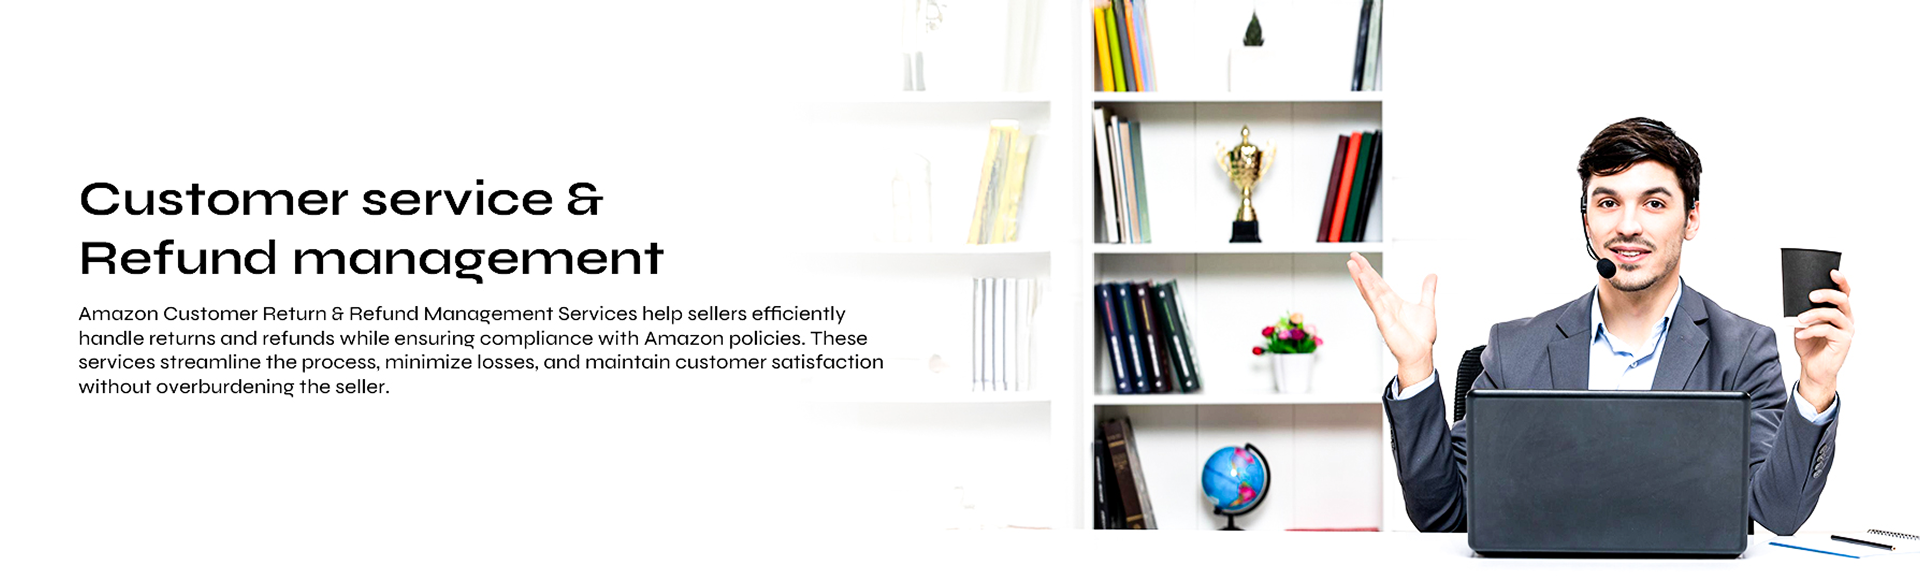 Customer service &
Refund management
Amazon Customer Return & Refund Management Services help sellers efficiently
handle returns and refunds while ensuring compliance with Amazon policies. These
services streamline the process, minimize losses, and maintain customer satisfaction
without overburdening the seller.